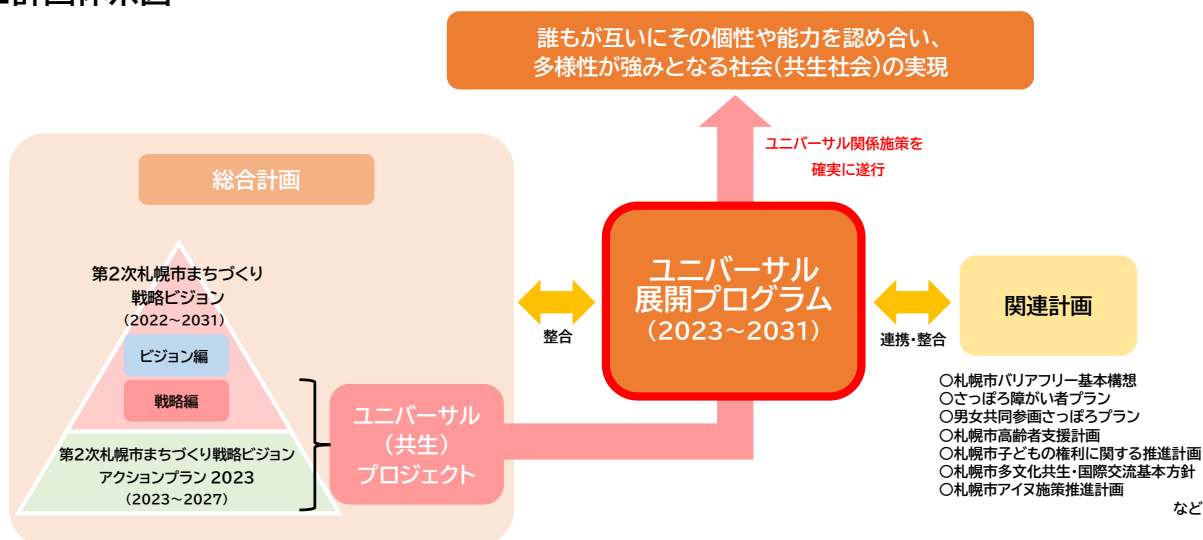 誰もが互いにその個性や能力を認め合い、
多様性が強みとなる社会(共生社会)の実現
ユニバーサル関係施策を
確実に遂行
総合計画
第2次札幌市まちづくり
戦略ビジョン
(2022～2031)
ビジョン編
戦略編
第2次札幌市まちづくり戦略ビジョン
アクションプラン 2023
(2023～2027)
ユニバーサル
(共生)
プロジェクト
整合
ユニバーサル
展開プログラム
(2023～2031)
連携・整合
関連計画
○札幌市バリアフリー基本構想
○さっぽろ障がい者プラン
○男女共同参画さっぽろプラン
○札幌市高齢者支援計画
○札幌市子どもの権利に関する推進計画
○札幌市多文化共生・国際交流基本方針
○札幌市アイヌ施策推進計画
など